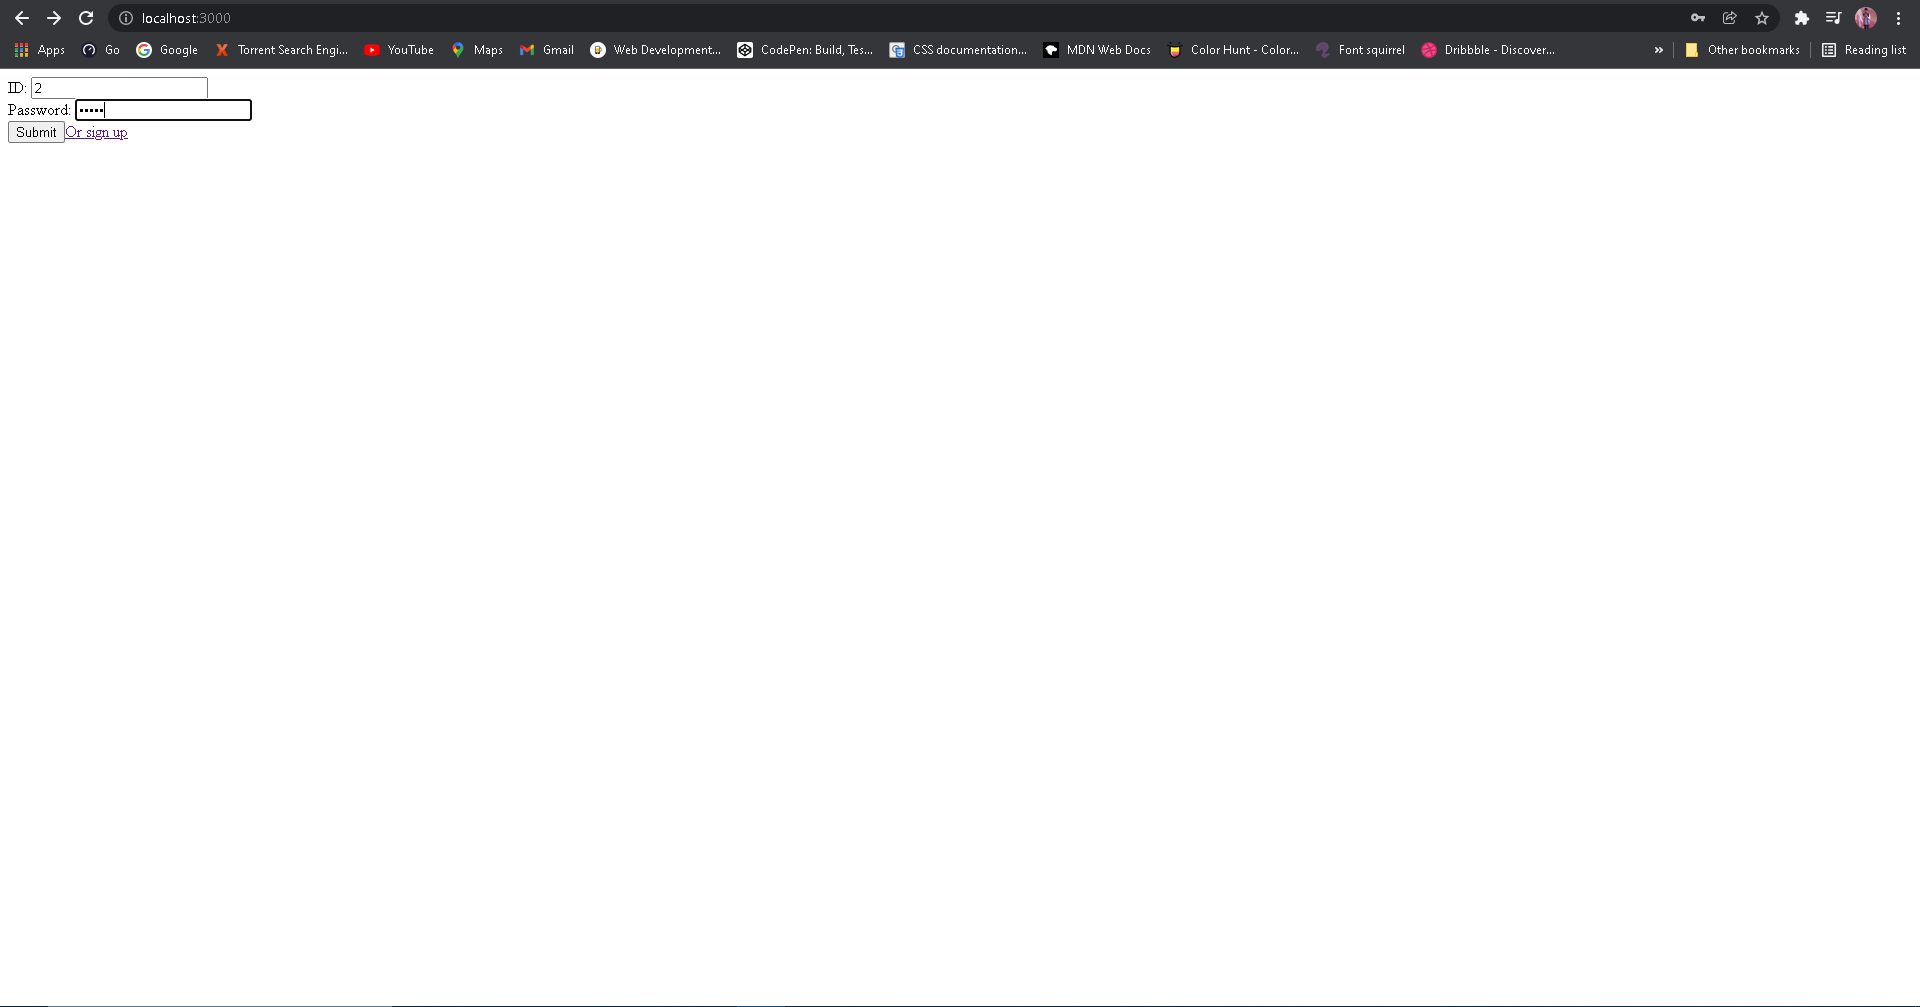 localhost:3000
Apps Go Google Torrent Search Engi... YouTube Maps Gmail Web Development... CodePen: Build, Tes... CSS documentation... MDN Web Docs Color Hunt - Color... Font squirrel Dribbble - Discover... » Other bookmarks Reading list
ID: 2
Password: •••••
Submit Or sign up